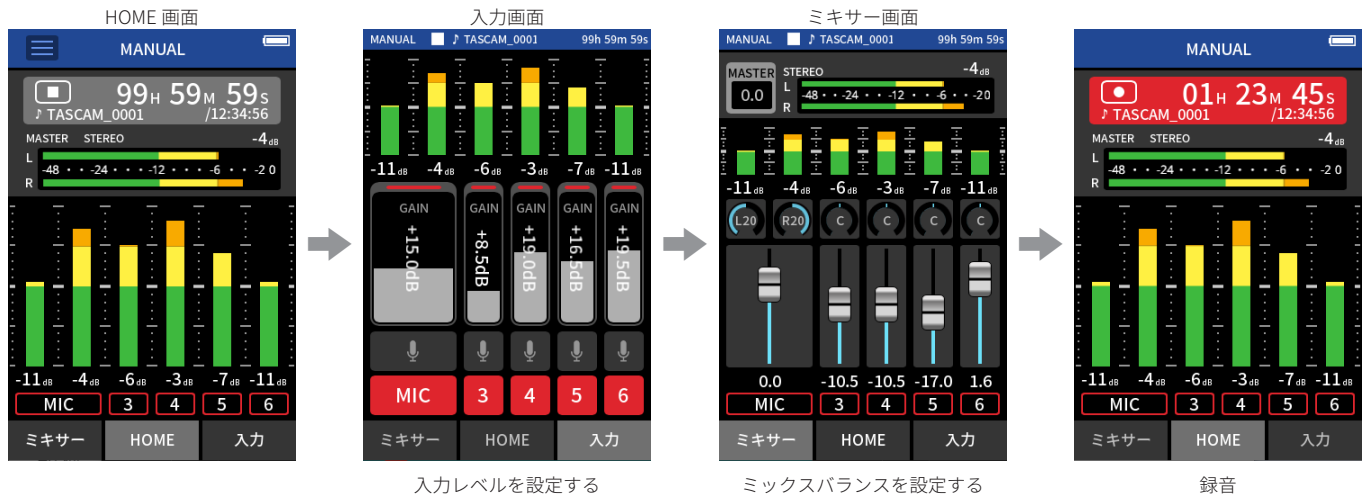 HOME 画面
MANUAL
99H 59M 59S
♪ TASCAM_0001 /12:34:56
MASTER STEREO -4dB
L
-48 -24 -12 -6 -2 0
R
-11dB -4dB -6dB -3dB -7dB -11dB
MIC 3 4 5 6
ミキサー HOME 入力
入力画面
MANUAL ♪ TASCAM_0001 99h 59m 59s
-11dB -4dB -6dB -3dB -7dB -11dB
GAIN GAIN GAIN GAIN GAIN
+15.0dB +8.5dB +19.0dB +16.5dB +19.5dB
MIC 3 4 5 6
ミキサー HOME 入力
入力レベルを設定する
ミキサー画面
MANUAL ♪ TASCAM_0001 99h 59m 59s
MASTER STEREO -4dB
0.0
L
-48 -24 -12 -6 -20
R
-11dB -4dB -6dB -3dB -7dB -11dB
L20 R20 C C C C
0.0 -10.5 -10.5 -17.0 1.6
MIC 3 4 5 6
ミキサー HOME 入力
ミックスバランスを設定する
MANUAL
01H 23M 45S
♪ TASCAM_0001 /12:34:56
MASTER STEREO -4dB
L
-48 -24 -12 -6 -2 0
R
-11dB -4dB -6dB -3dB -7dB -11dB
MIC 3 4 5 6
ミキサー HOME 入力
録音